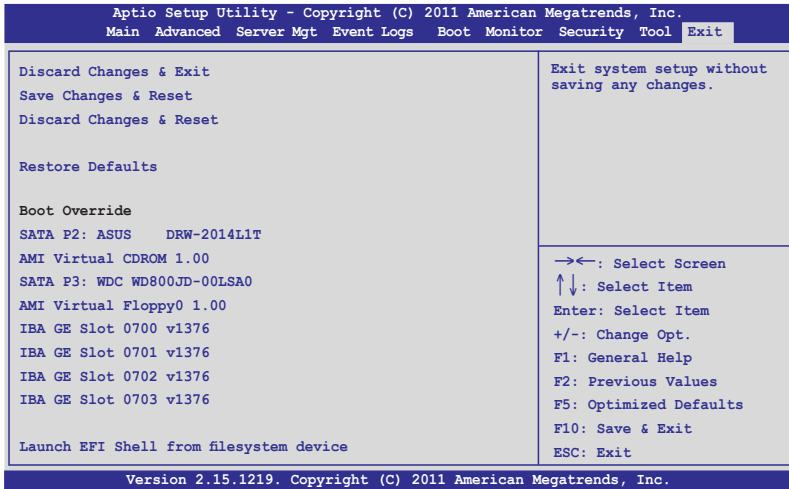 Aptio Setup Utility - Copyright (C) 2011 American Megatrends, Inc.
Main Advanced Server Mgt Event Logs Boot Monitor Security Tool Exit
Discard Changes & Exit
Save Changes & Reset
Discard Changes & Reset
Restore Defaults
Boot Override
SATA P2: ASUS DRW-2014L1T
AMI Virtual CDROM 1.00
SATA P3: WDC WD800JD-00LSA0
AMI Virtual Floppy0 1.00
IBA GE Slot 0700 v1376
IBA GE Slot 0701 v1376
IBA GE Slot 0702 v1376
IBA GE Slot 0703 v1376
Launch EFI Shell from filesystem device
Exit system setup without
saving any changes.
→←: Select Screen
↑↓: Select Item
Enter: Select Item
+/-: Change Opt.
F1: General Help
F2: Previous Values
F5: Optimized Defaults
F10: Save & Exit
ESC: Exit
Version 2.15.1219. Copyright (C) 2011 American Megatrends, Inc.